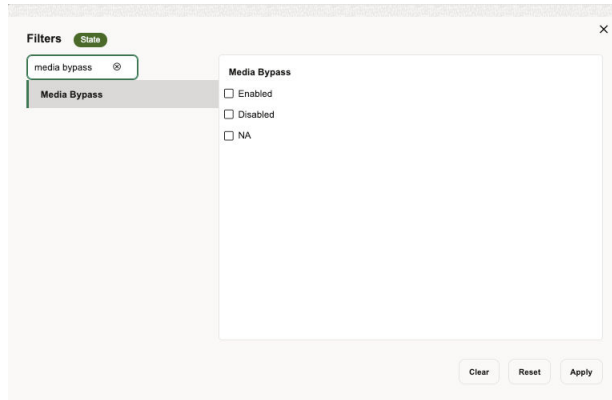 Filters State
media bypass
Media Bypass
Media Bypass
Enabled
Disabled
NA
Clear Reset Apply